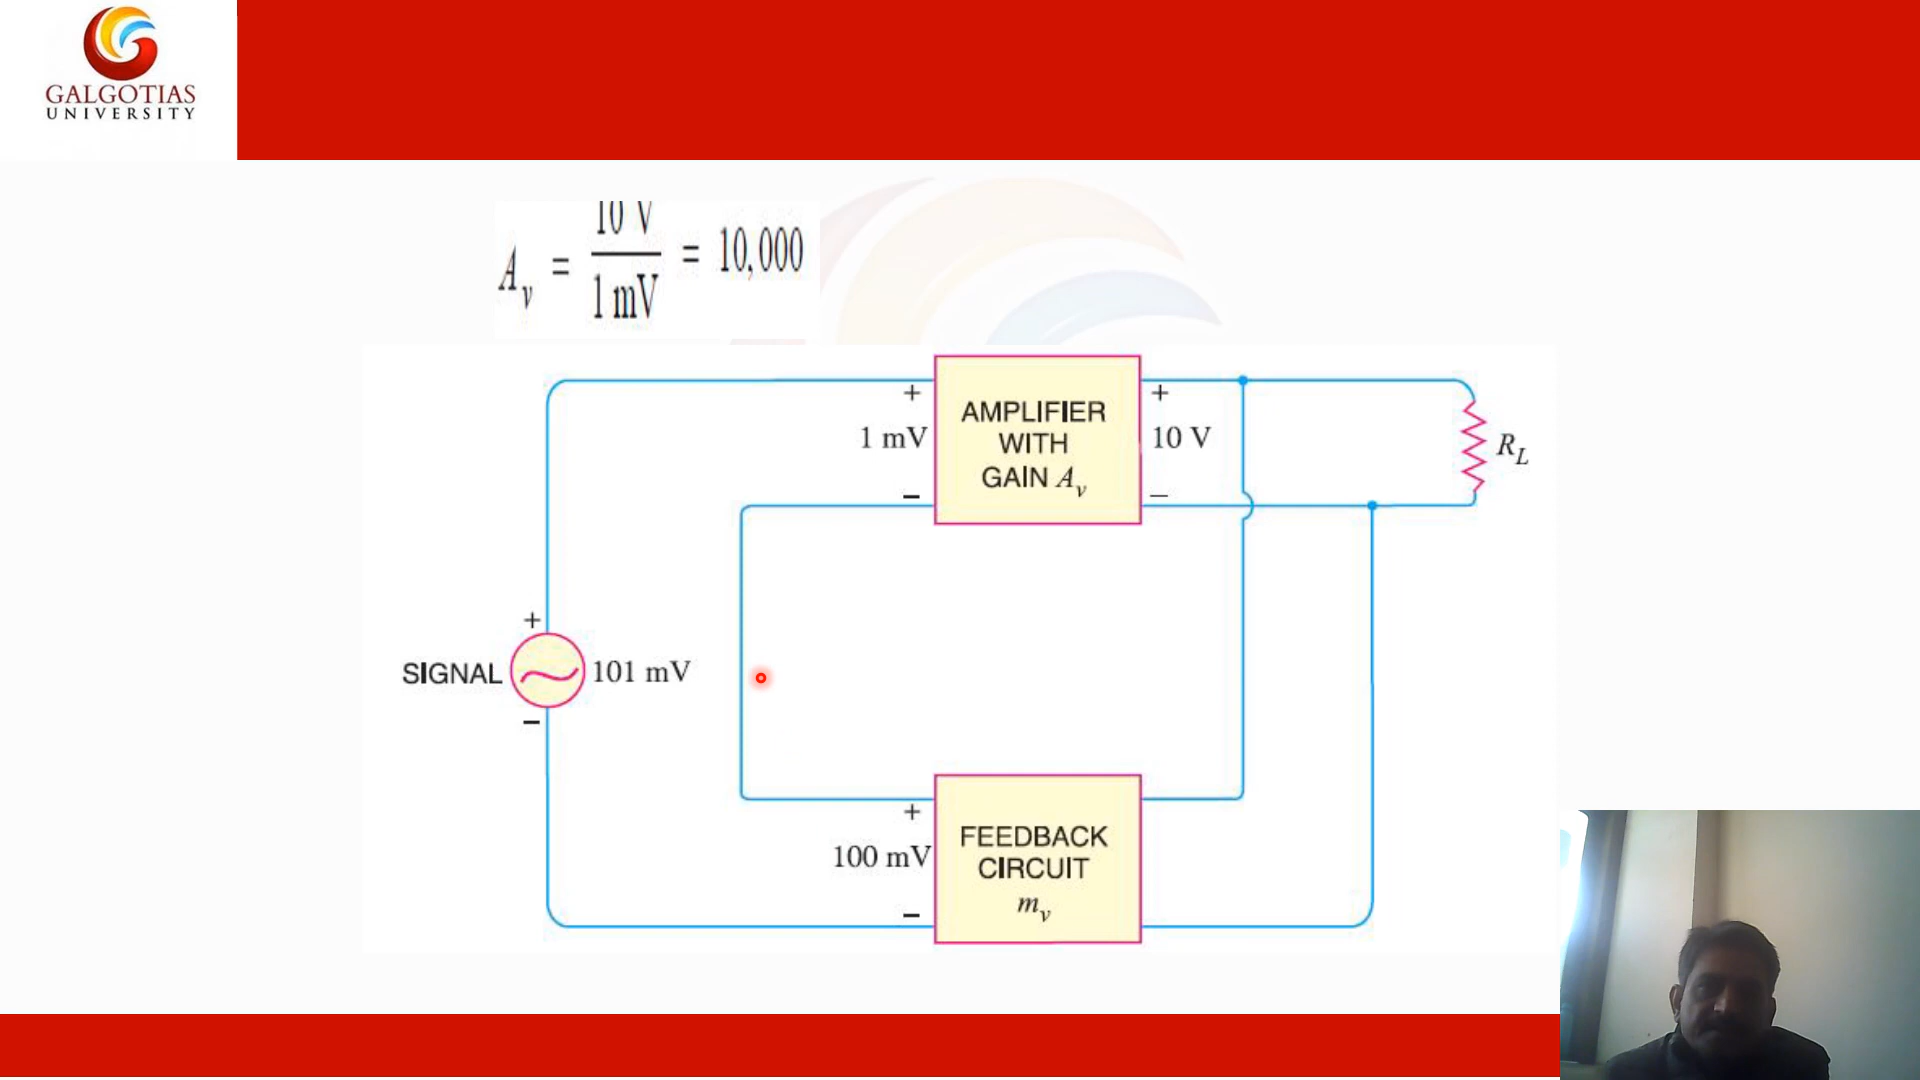 GALGOTIAS
UNIVERSITY
A_v = 10 V / 1 mV = 10,000
+
+
AMPLIFIER
WITH
GAIN A_v
1 mV
10 V
R_L
−
−
+
SIGNAL
101 mV
−
+
FEEDBACK
CIRCUIT
m_v
100 mV
−